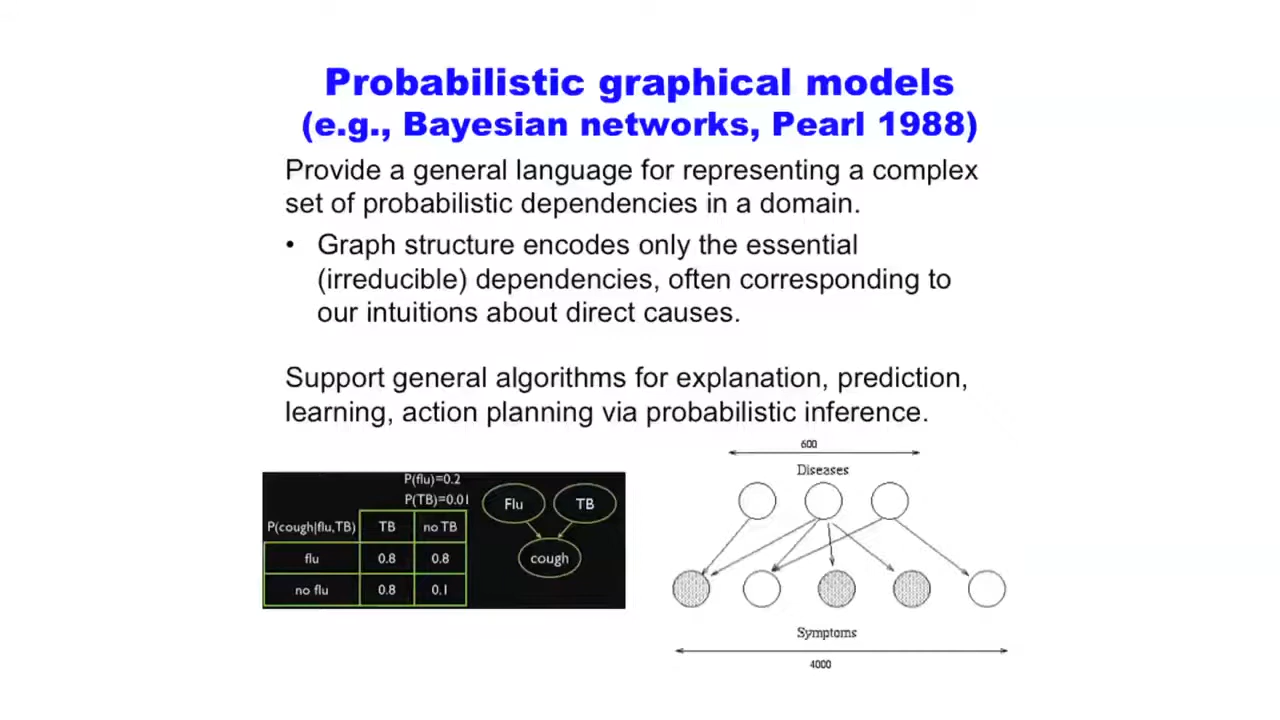 Probabilistic graphical models
(e.g., Bayesian networks, Pearl 1988)
Provide a general language for representing a complex
set of probabilistic dependencies in a domain.
• Graph structure encodes only the essential
(irreducible) dependencies, often corresponding to
our intuitions about direct causes.
Support general algorithms for explanation, prediction,
learning, action planning via probabilistic inference.
P(flu)=0.2
P(TB)=0.01
P(cough|flu,TB) TB no TB
flu 0.8 0.8
no flu 0.8 0.1
Flu TB
cough
600
Diseases
Symptoms
4000